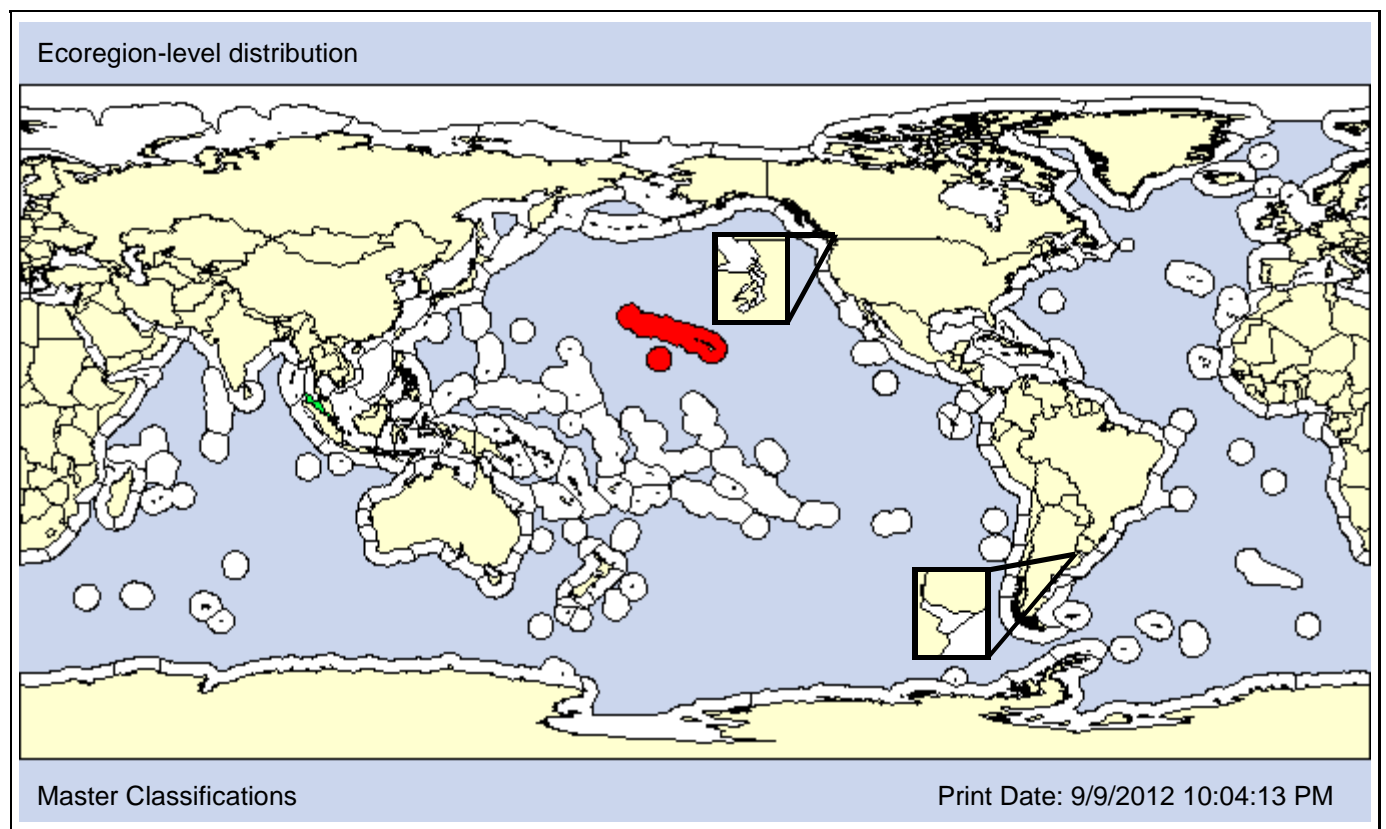 Ecoregion-level distribution
Master Classifications
Print Date: 9/9/2012 10:04:13 PM